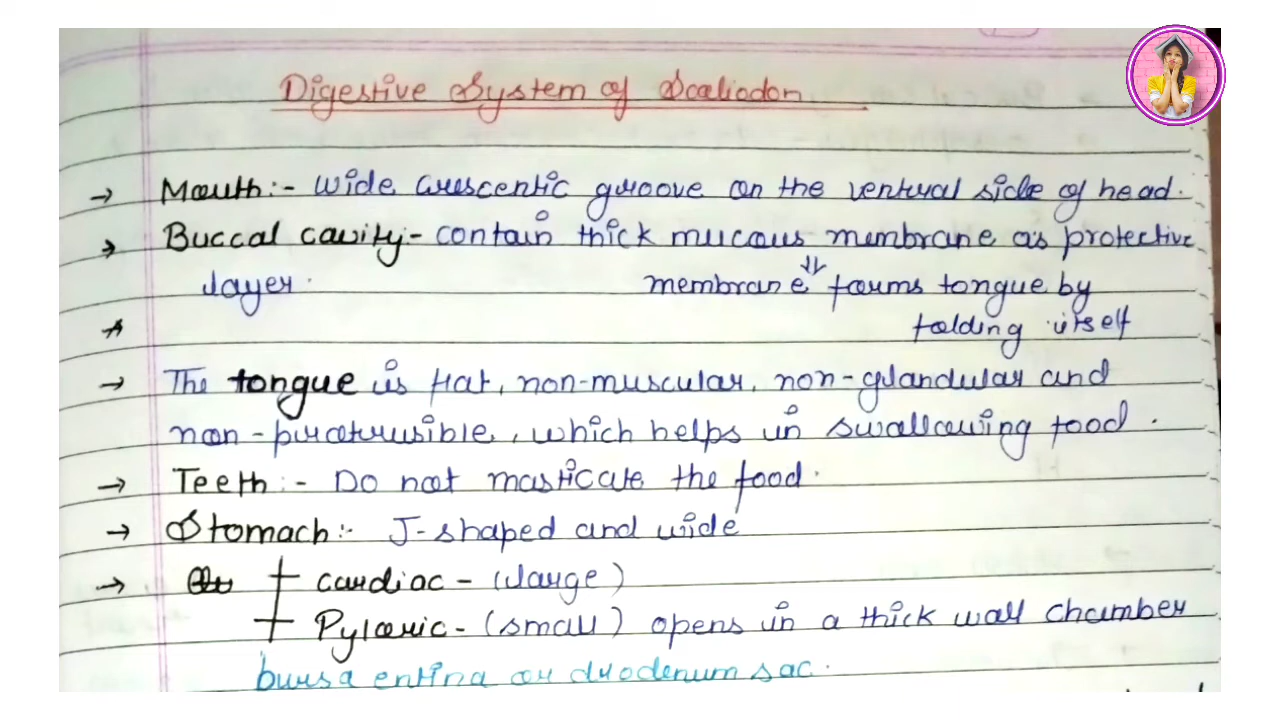 Digestive System of Scoliodon
→ Mouth:- wide crescentic groove on the ventral side of head.
→ Buccal cavity- contain thick mucous membrane as protective
layer.
membrane forms tongue by
folding itself
→ The tongue is flat, non-muscular, non-glandular and
non-protrusible, which helps in swallowing food.
→ Teeth:- Do not masticate the food.
→ Stomach:- J-shaped and wide
→ cardiac- (large)
Pyloric- (small) opens in a thick wall chamber
bursa entina or duodenum sac.